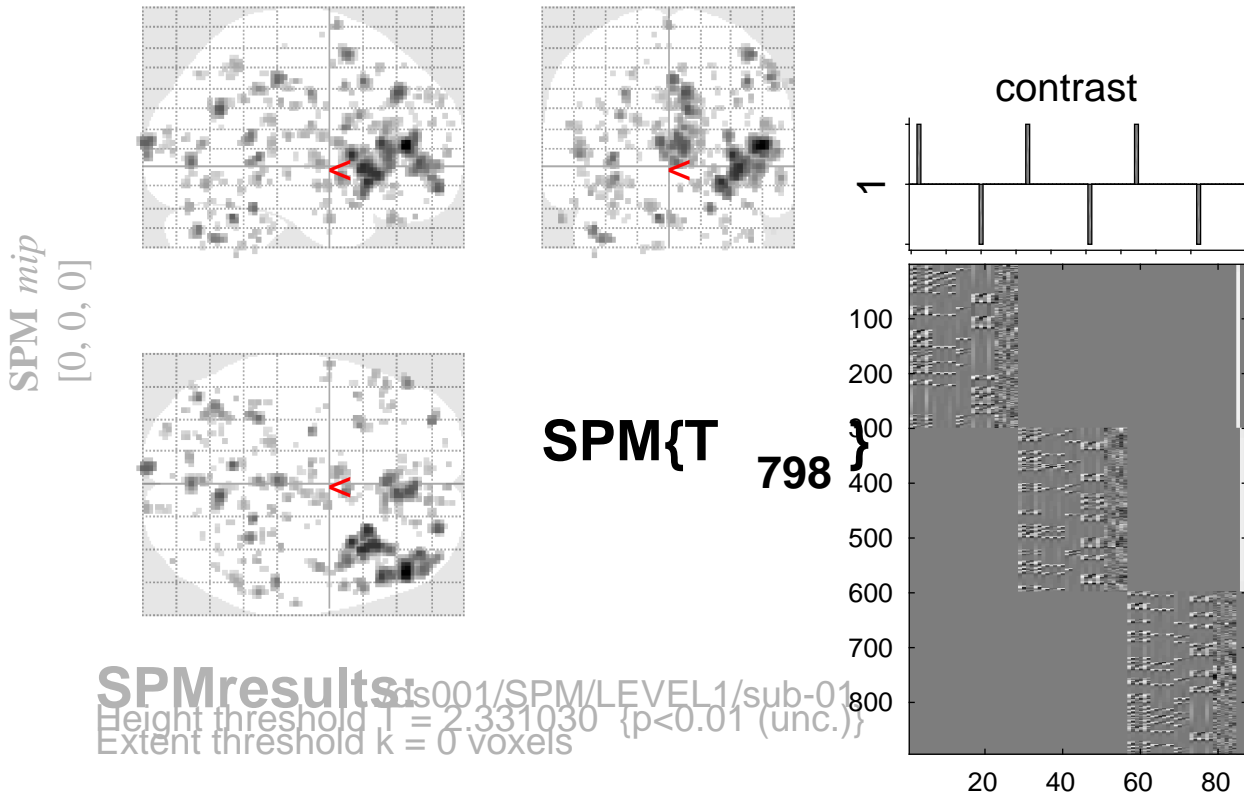 contrast
1
SPM mip
[0, 0, 0]
SPM{T 798 }
100
200
300
400
500
600
700
800
20 40 60 80
SPMresults: /ds001/SPM/LEVEL1/sub-01
Height threshold T = 2.331030 {p<0.01 (unc.)}
Extent threshold k = 0 voxels